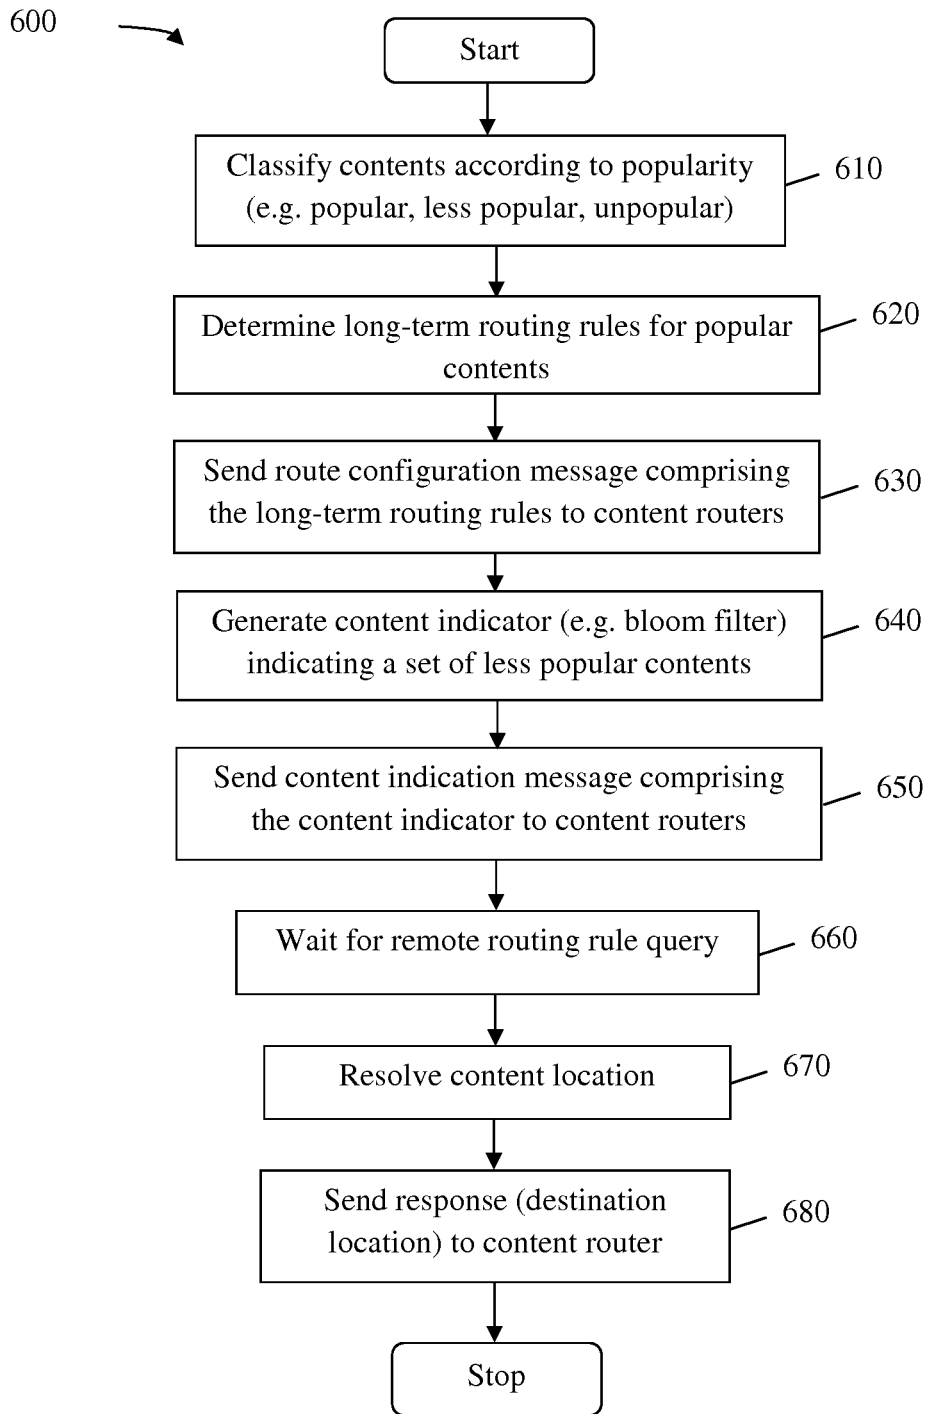 600
Start
Classify contents according to popularity
(e.g. popular, less popular, unpopular)
610
Determine long-term routing rules for popular
contents
620
Send route configuration message comprising
the long-term routing rules to content routers
630
Generate content indicator (e.g. bloom filter)
indicating a set of less popular contents
640
Send content indication message comprising
the content indicator to content routers
650
Wait for remote routing rule query
660
Resolve content location
670
Send response (destination
location) to content router
680
Stop